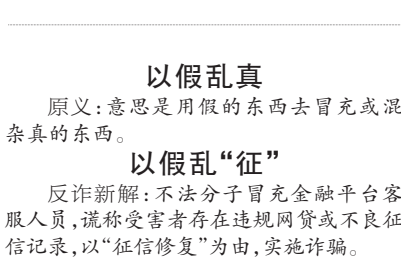 以假乱真
原义：意思是用假的东西去冒充或混
杂真的东西。
以假乱“征”
反诈新解：不法分子冒充金融平台客
服人员，谎称受害者存在违规网贷或不良征
信记录，以“征信修复”为由，实施诈骗。